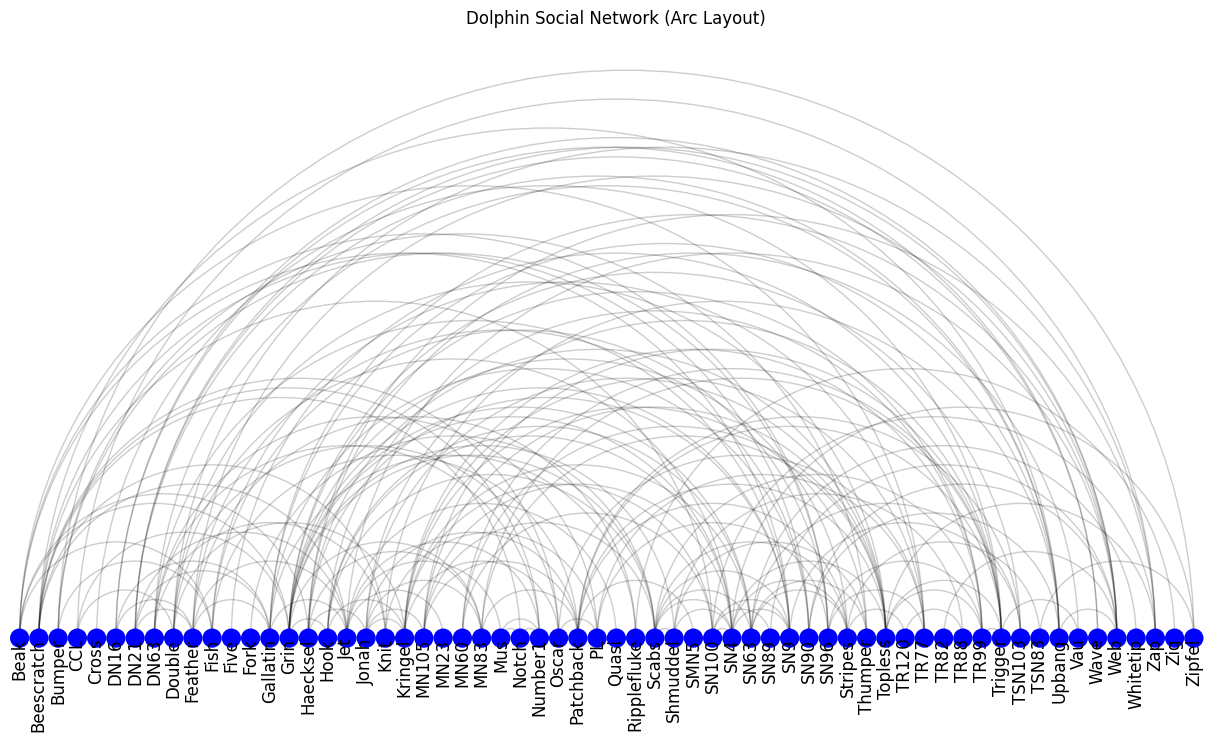 Dolphin Social Network (Arc Layout)
Beak
Beescratch
Bumper
CCL
Cross
DN16
DN21
DN63
Double
Feather
Fish
Five
Fork
Gallatin
Grin
Haecksel
Hook
Jet
Jonah
Knit
Kringel
MN105
MN23
MN60
MN83
Mus
Notch
Number1
Oscar
Patchback
PL
Quasi
Ripplefluke
Scabs
Shmuddel
SMN5
SN100
SN4
SN63
SN89
SN9
SN90
SN96
Stripes
Thumper
Topless
TR120
TR77
TR82
TR88
TR99
Trigger
TSN103
TSN83
Upbang
Vau
Wave
Web
Whitetip
Zap
Zig
Zipfel